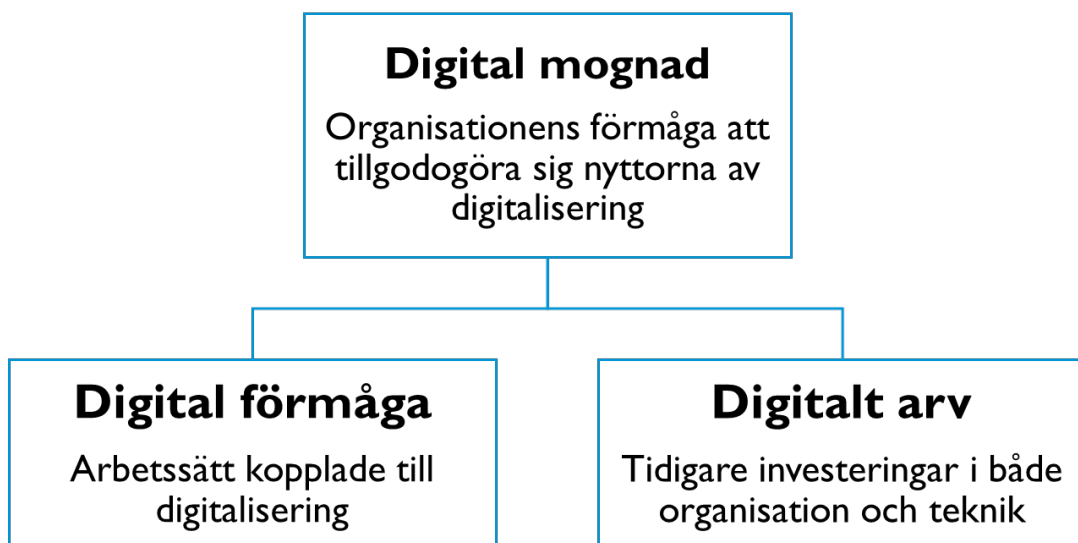 Digital mognad
Organisationens förmåga att
tillgodogöra sig nyttorna av
digitalisering
Digital förmåga
Arbetssätt kopplade till
digitalisering
Digitalt arv
Tidigare investeringar i både
organisation och teknik